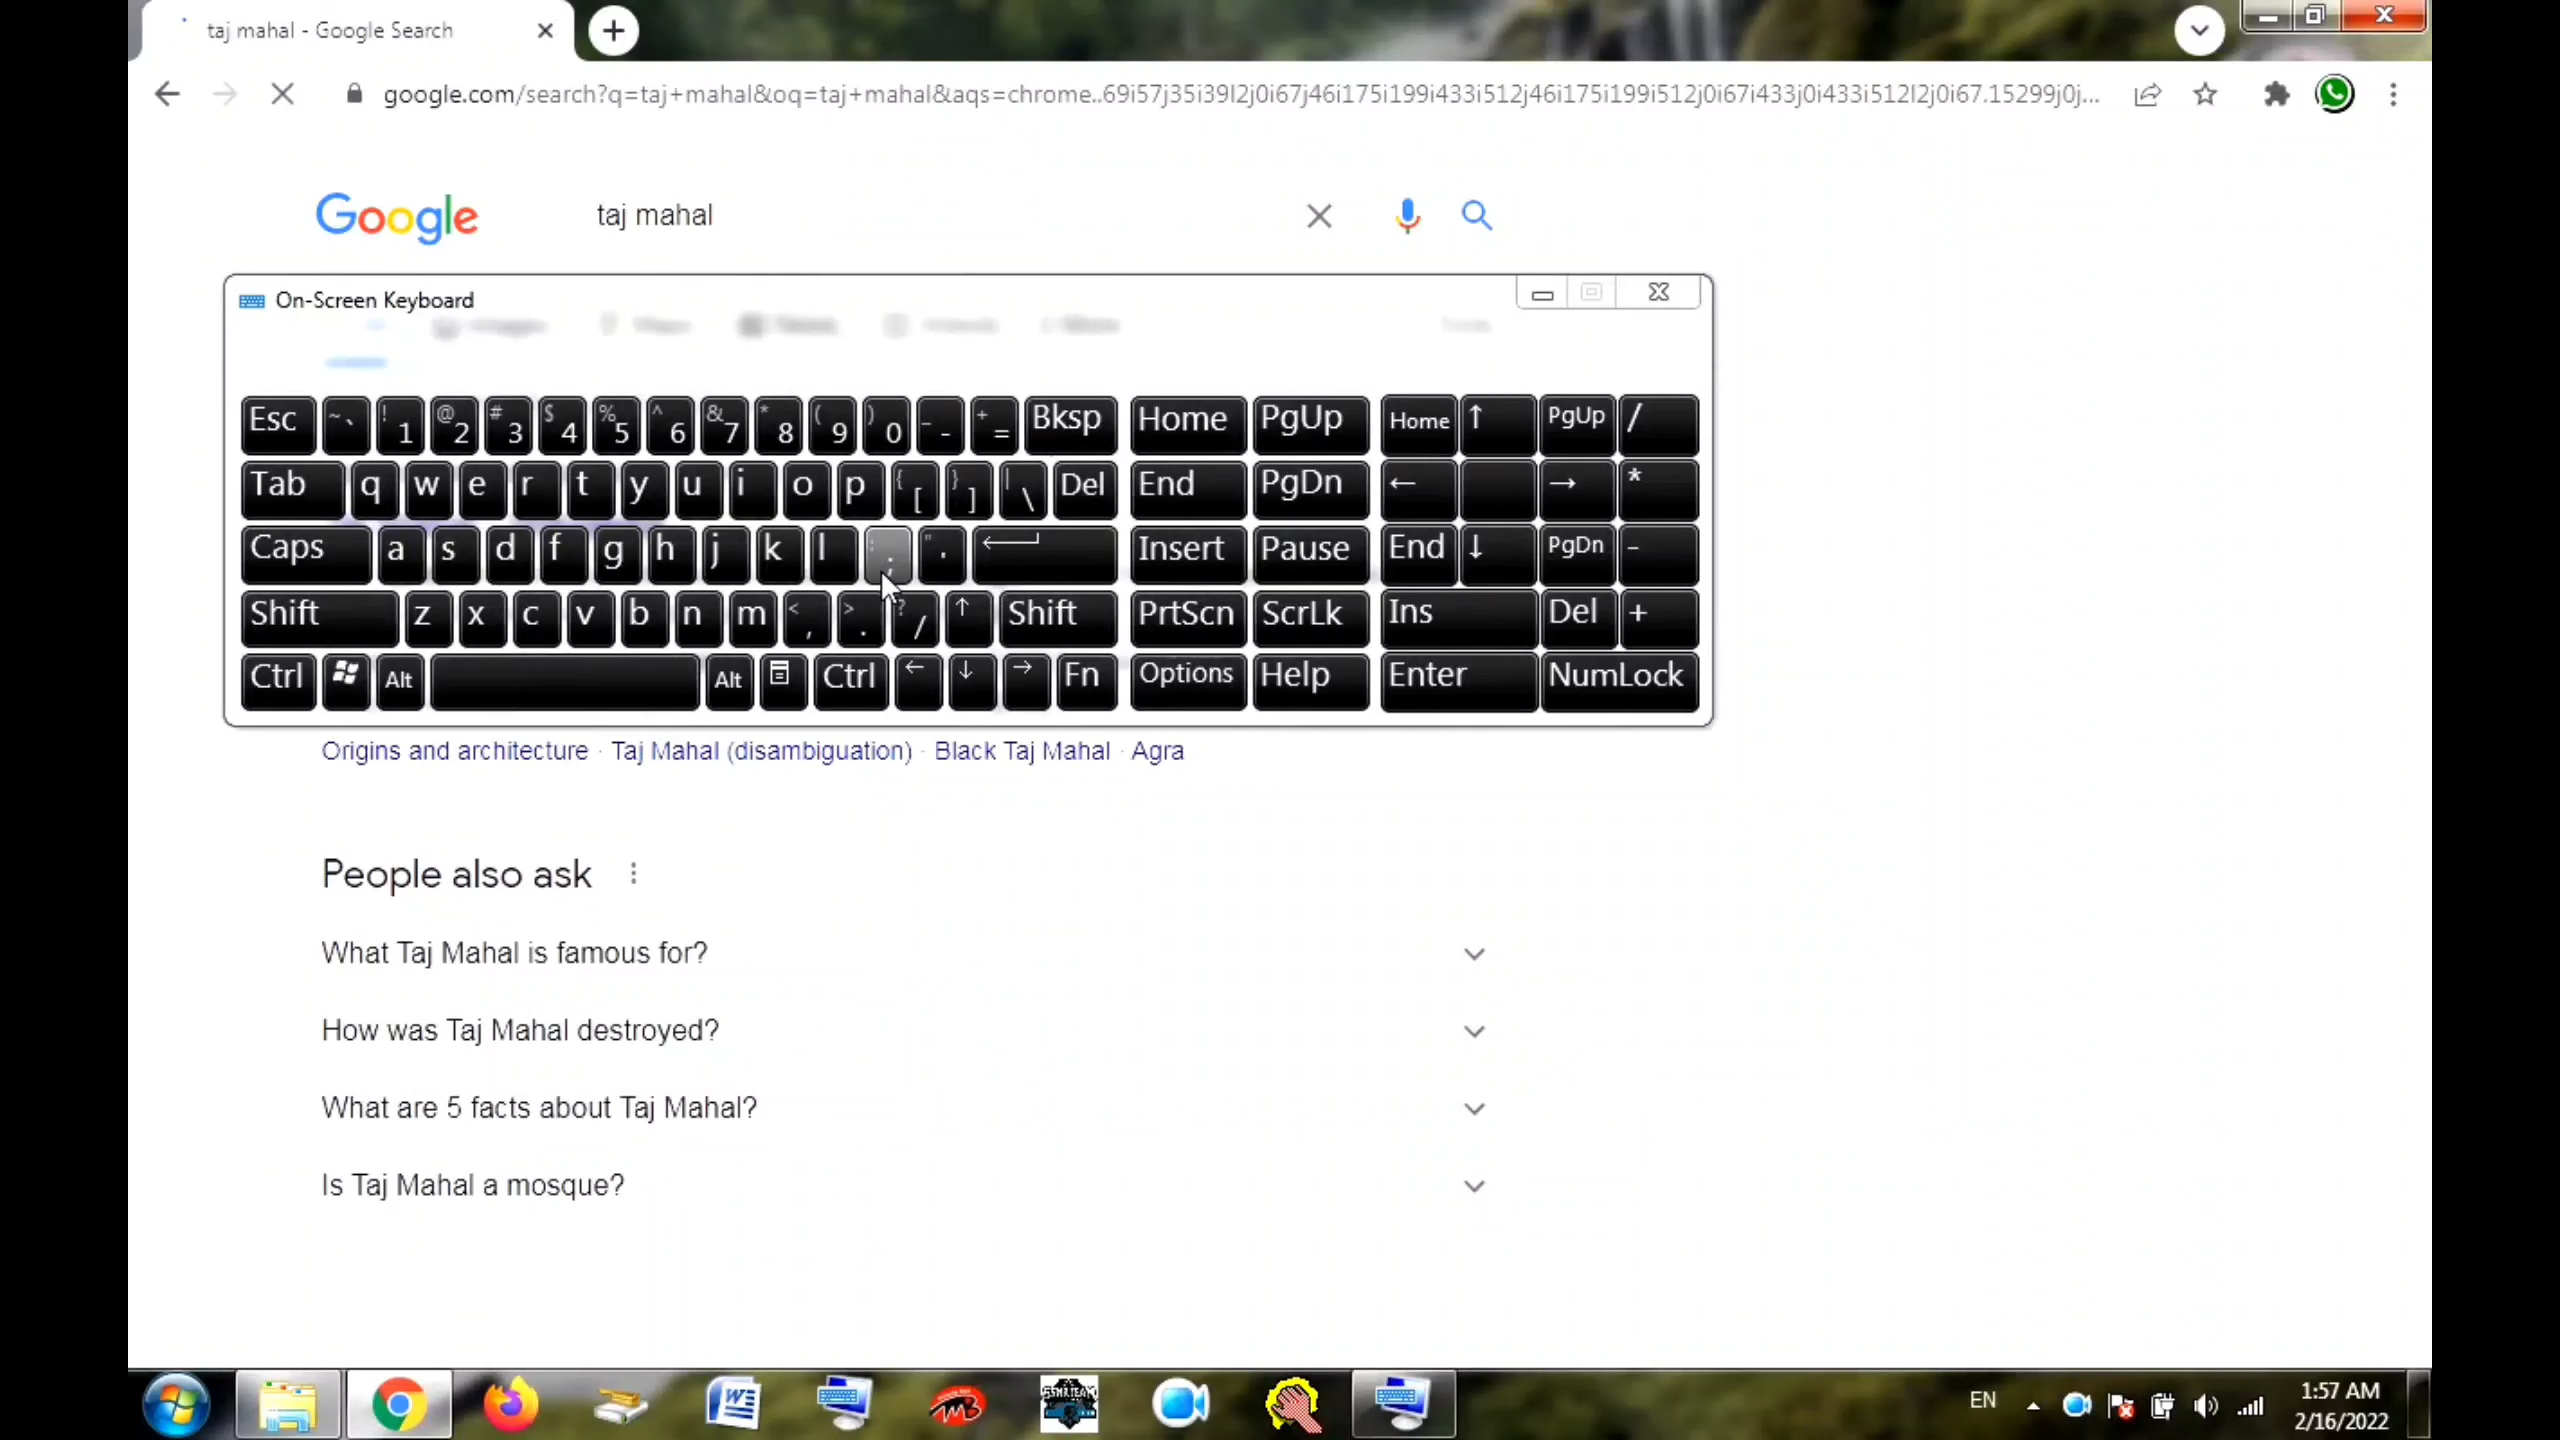 taj mahal - Google Search
google.com/search?q=taj+mahal&oq=taj+mahal&aqs=chrome..69i57j35i39l2j0i67j46i175i199i433i512j46i175i199i512j0i67i433j0i433i512l2j0i67.15299j0j...
Google taj mahal
On-Screen Keyboard
Esc ~ ` ! 1 @ 2 # 3 $ 4 % 5 ^ 6 & 7 * 8 ( 9 ) 0 _ - + = Bksp Home PgUp Home ↑ PgUp /
Tab q w e r t y u i o p { [ } ] | \ Del End PgDn ← → *
Caps a s d f g h j k l : ; " ' Insert Pause End ↓ PgDn -
Shift z x c v b n m < , > . ? / ↑ Shift PrtScn ScrLk Ins Del +
Ctrl Alt Alt Ctrl ← ↓ → Fn Options Help Enter NumLock
Origins and architecture · Taj Mahal (disambiguation) · Black Taj Mahal · Agra
People also ask
What Taj Mahal is famous for?
How was Taj Mahal destroyed?
What are 5 facts about Taj Mahal?
Is Taj Mahal a mosque?
EN
1:57 AM
2/16/2022